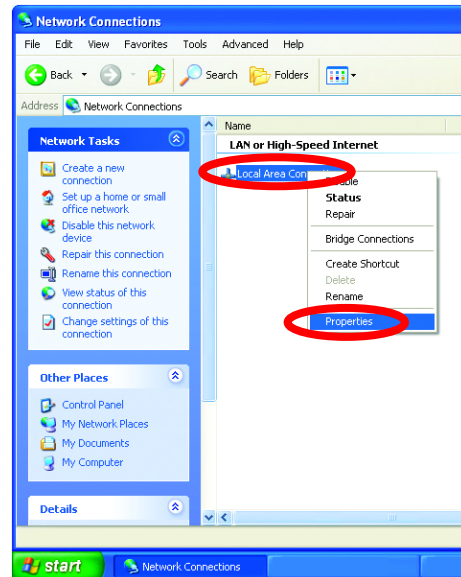 Network Connections
File Edit View Favorites Tools Advanced Help
Back Search Folders
Address Network Connections
Name
Network Tasks
LAN or High-Speed Internet
Create a new
connection
Set up a home or small
office network
Disable this network
device
Repair this connection
Rename this connection
View status of this
connection
Change settings of this
connection
Local Area
Status
Repair
Bridge Connections
Create Shortcut
Delete
Rename
Properties
Other Places
Control Panel
My Network Places
My Documents
My Computer
Details
start Network Connections